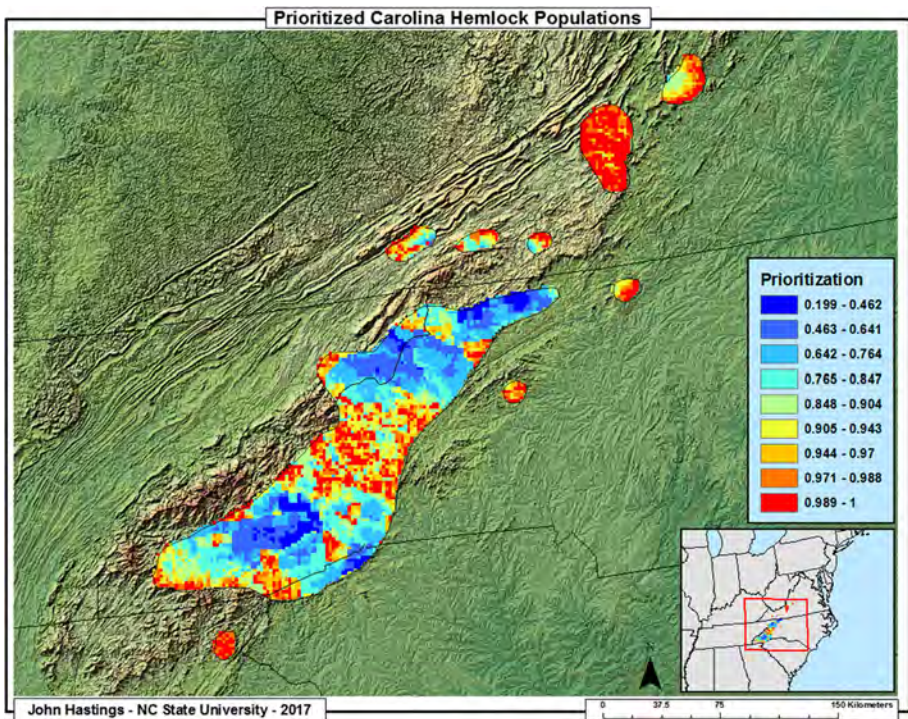 Prioritized Carolina Hemlock Populations
Prioritization
0.199 - 0.462
0.463 - 0.641
0.642 - 0.764
0.765 - 0.847
0.848 - 0.904
0.905 - 0.943
0.944 - 0.97
0.971 - 0.988
0.989 - 1
John Hastings - NC State University - 2017
0 37.5 75 150 Kilometers